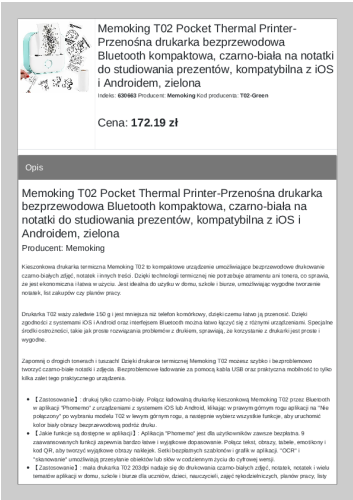 Memoking T02 Pocket Thermal Printer-
Przenośna drukarka bezprzewodowa
Bluetooth kompaktowa, czarno-biała na notatki
do studiowania prezentów, kompatybilna z iOS
i Androidem, zielona
Indeks: 630663 Producent: Memoking Kod producenta: T02-Green
Cena: 172.19 zł
Opis
Memoking T02 Pocket Thermal Printer-Przenośna drukarka
bezprzewodowa Bluetooth kompaktowa, czarno-biała na
notatki do studiowania prezentów, kompatybilna z iOS i
Androidem, zielona
Producent: Memoking
Kieszonkowa drukarka termiczna Memoking T02 to kompaktowe urządzenie umożliwiające bezprzewodowe drukowanie
czarno-białych zdjęć, notatek i innych treści. Dzięki technologii termicznej nie potrzebuje atramentu ani tonera, co sprawia,
że jest ekonomiczna i łatwa w użyciu. Jest idealna do użytku w domu, szkole i biurze, umożliwiając wygodne tworzenie
notatek, list zakupów czy planów pracy.
Drukarka T02 waży zaledwie 150 g i jest mniejsza niż telefon komórkowy, dzięki czemu łatwo ją przenosić. Dzięki
zgodności z systemami iOS i Android oraz interfejsem Bluetooth można łatwo łączyć się z różnymi urządzeniami. Specjalne
środki ostrożności, takie jak proste rozwiązania problemów z drukiem, sprawiają, że korzystanie z drukarki jest proste i
wygodne.
Zapomnij o drogich tonerach i tuszach! Dzięki drukarce termicznej Memoking T02 możesz szybko i bezproblemowo
tworzyć czarno-białe notatki i zdjęcia. Bezproblemowe ładowanie za pomocą kabla USB oraz praktyczna mobilność to tylko
kilka zalet tego praktycznego urządzenia.
• 【Zastosowanie】: drukuj tylko czarno-biały. Połącz ładowalną drukarkę kieszonkową Memoking T02 przez Bluetooth
w aplikacji "Phomemo" z urządzeniem z systemem iOS lub Android, klikając w prawym górnym rogu aplikacji na "Nie
połączony" po wybraniu modelu T02 w lewym górnym rogu, a następnie wybierz wszystkie funkcje, aby uruchomić
kolor biały obrazy bezprzewodową podróż druku.
• 【Jakie funkcje są dostępne w aplikacji】: Aplikacja "Phomemo" jest dla użytkowników zawsze bezpłatna. 9
zaawansowanych funkcji zapewnia bardzo łatwe i wyjątkowe dopasowanie. Połącz tekst, obrazy, tabele, emotikony i
kod QR, aby tworzyć wyjątkowe obrazy naklejek. Setki bezpłatnych szablonów i grafik w aplikacji. "OCR" i
"skanowanie" umożliwiają przesyłanie obiektów lub słów w codziennym życiu do cyfrowej wersji.
• 【Zastosowanie】: mała drukarka T02 203dpi nadaje się do drukowania czarno-białych zdjęć, notatek, notatek i wielu
tematów aplikacji w domu, szkole i biurze dla uczniów, dzieci, nauczycieli, zajęć rękodzielniczych, planów pracy, listy